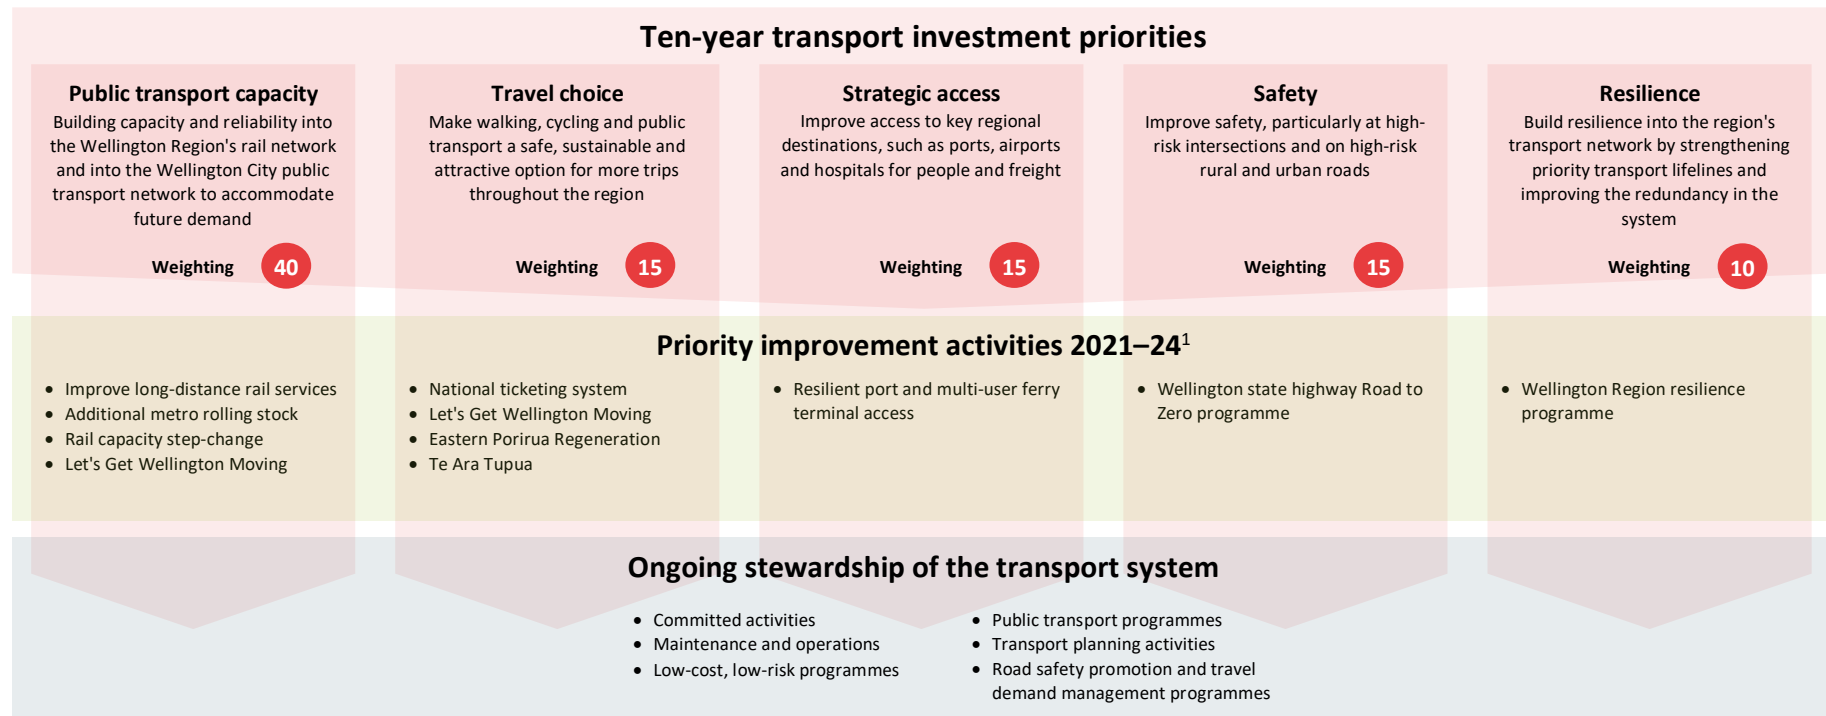 Ten-year transport investment priorities
Public transport capacity
Building capacity and reliability into
the Wellington Region's rail network
and into the Wellington City public
transport network to accommodate
future demand
Weighting 40
Travel choice
Make walking, cycling and public
transport a safe, sustainable and
attractive option for more trips
throughout the region
Weighting 15
Strategic access
Improve access to key regional
destinations, such as ports, airports
and hospitals for people and freight
Weighting 15
Safety
Improve safety, particularly at high-
risk intersections and on high-risk
rural and urban roads
Weighting 15
Resilience
Build resilience into the region's
transport network by strengthening
priority transport lifelines and
improving the redundancy in the
system
Weighting 10
Priority improvement activities 2021–24¹
• Improve long-distance rail services
• Additional metro rolling stock
• Rail capacity step-change
• Let's Get Wellington Moving
• National ticketing system
• Let's Get Wellington Moving
• Eastern Porirua Regeneration
• Te Ara Tupua
• Resilient port and multi-user ferry
terminal access
• Wellington state highway Road to
Zero programme
• Wellington Region resilience
programme
Ongoing stewardship of the transport system
• Committed activities
• Maintenance and operations
• Low-cost, low-risk programmes
• Public transport programmes
• Transport planning activities
• Road safety promotion and travel
demand management programmes